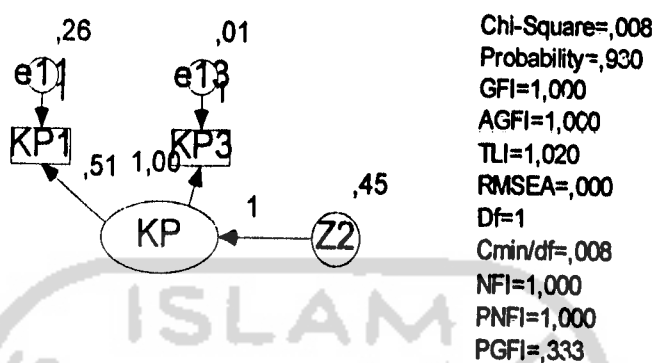 ,26
,01
e11
e13
1
1
KP1
KP3
,51
1,00
,45
KP
1
Z2
Chi-Square=,008
Probability=,930
GFI=1,000
AGFI=1,000
TLI=1,020
RMSEA=,000
Df=1
Cmin/df=,008
NFI=1,000
PNFI=1,000
PGFI=,333
ISLAM